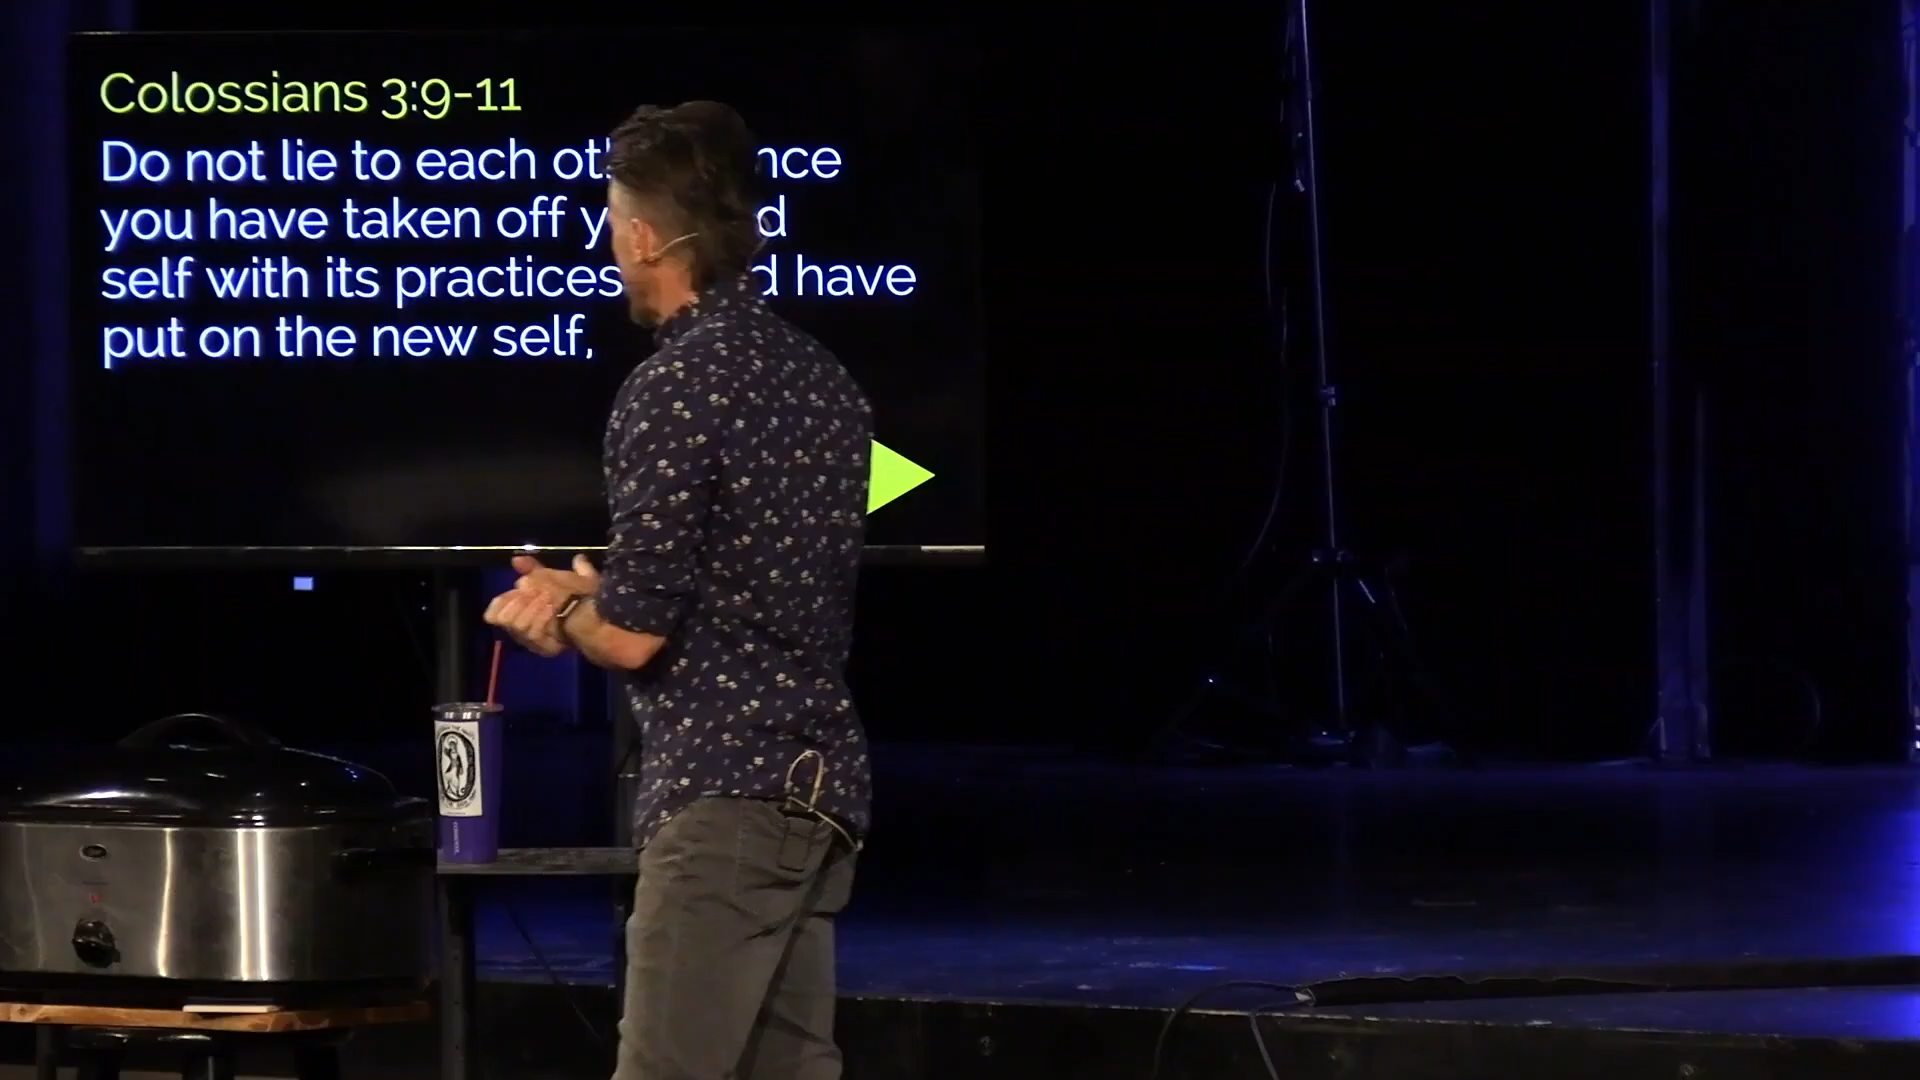 Colossians 3:9-11
Do not lie to each oth nce
you have taken off y d
self with its practices d have
put on the new self,